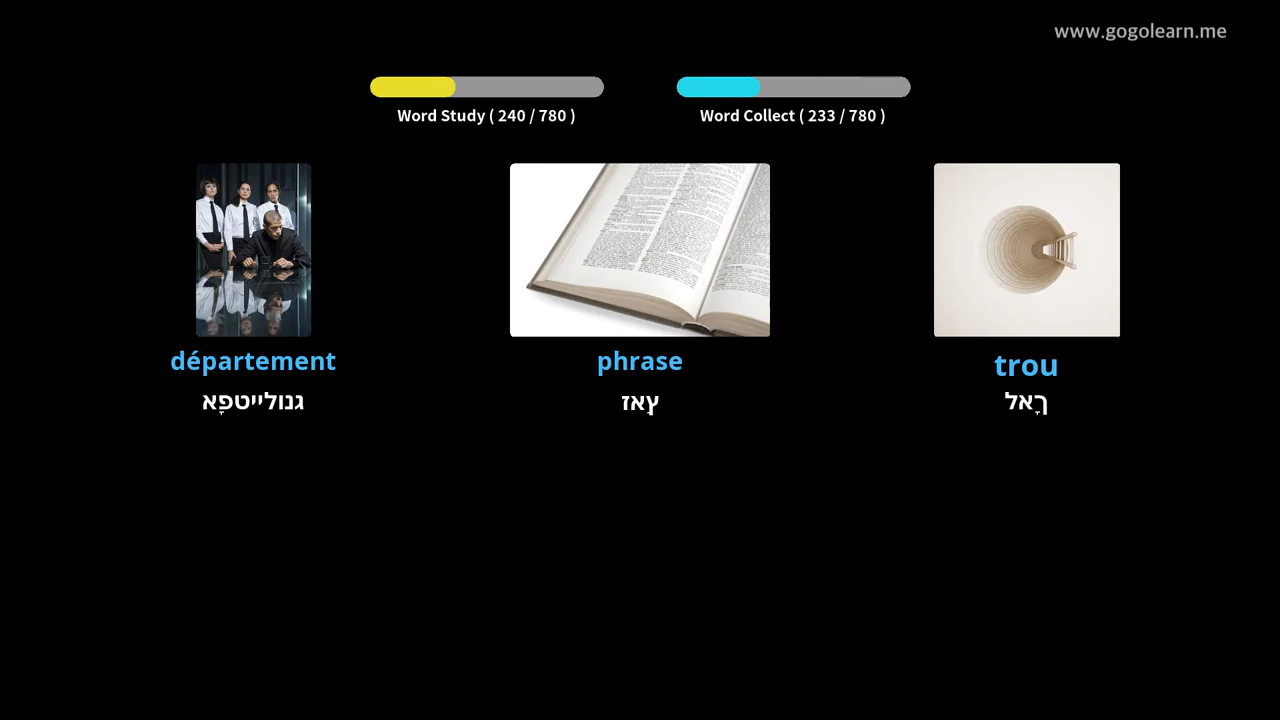 www.gogolearn.me
Word Study ( 240 / 780 )
Word Collect ( 233 / 780 )
département
phrase
trou
גנולייטפָא
ץָאז
ךָאל